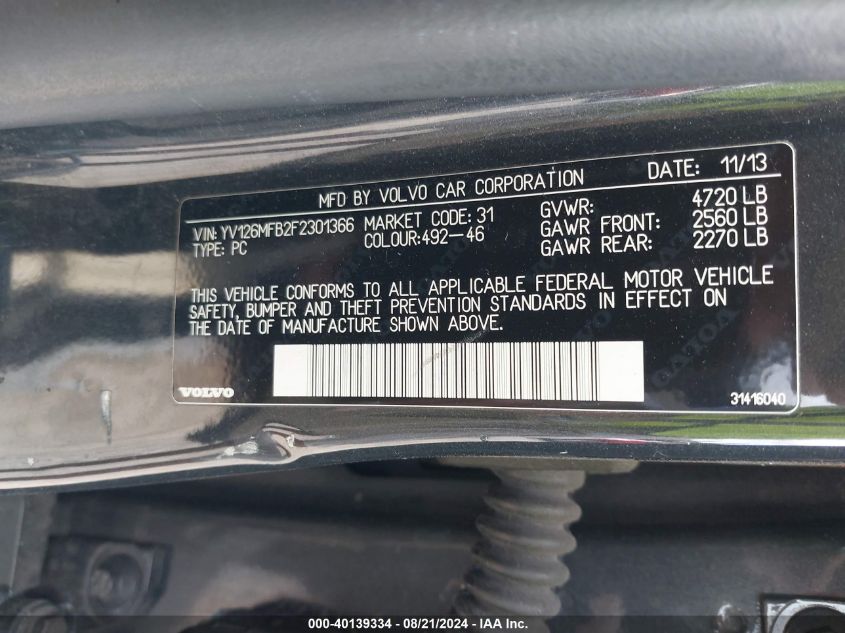 MFD BY VOLVO CAR CORPORATION DATE: 11/13
VIN: YV126MFB2F2301366 MARKET CODE: 31 GVWR: 4720 LB
TYPE: PC COLOUR:492-46 GAWR FRONT: 2560 LB
GAWR REAR: 2270 LB
THIS VEHICLE CONFORMS TO ALL APPLICABLE FEDERAL MOTOR VEHICLE
SAFETY, BUMPER AND THEFT PREVENTION STANDARDS IN EFFECT ON
THE DATE OF MANUFACTURE SHOWN ABOVE.
VOLVO 31416040
000-40139334 - 08/21/2024 - IAA Inc.